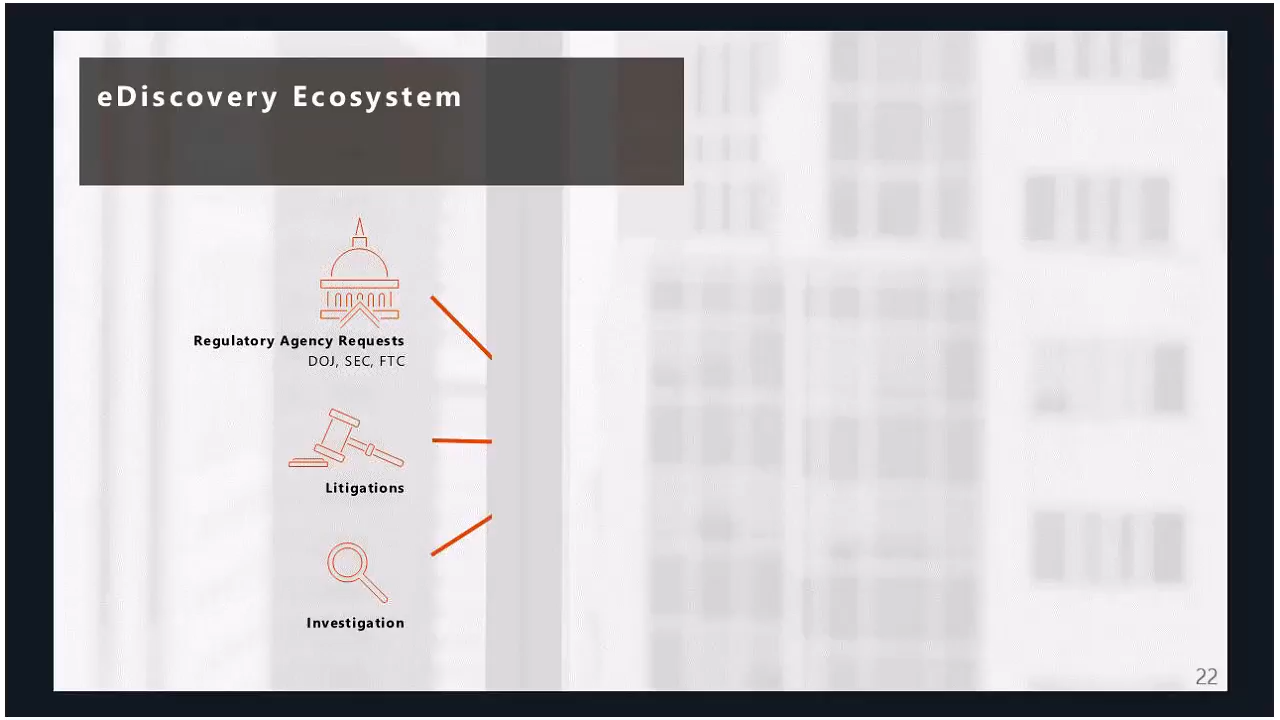 eDiscovery Ecosystem
Regulatory Agency Requests
DOJ, SEC, FTC
Litigations
Investigation
22